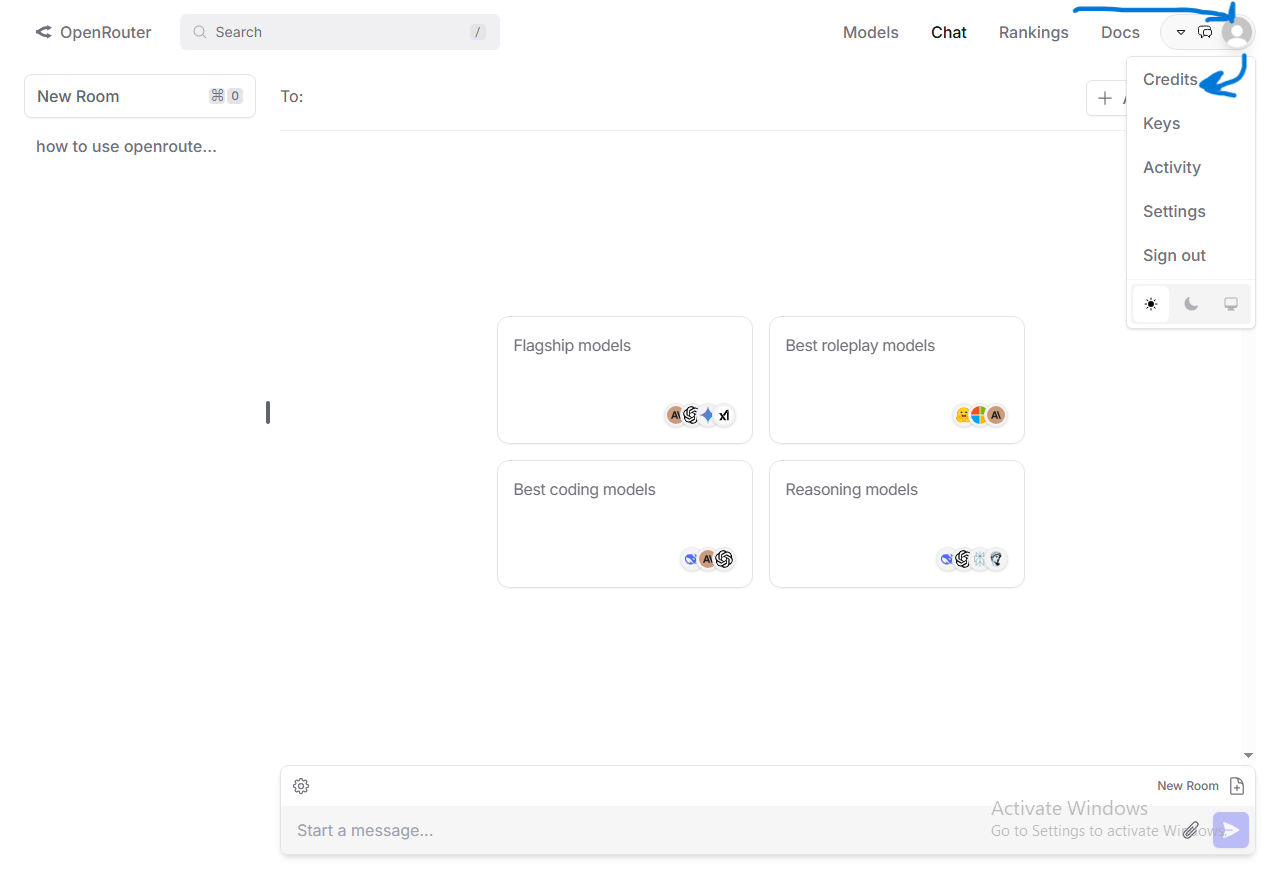 OpenRouter
Search /
Models Chat Rankings Docs
New Room ⌘ 0
how to use openroute...
To:
Credits
Keys
Activity
Settings
Sign out
Flagship models
Best roleplay models
Best coding models
Reasoning models
New Room
Start a message...
Activate Windows
Go to Settings to activate Windows.